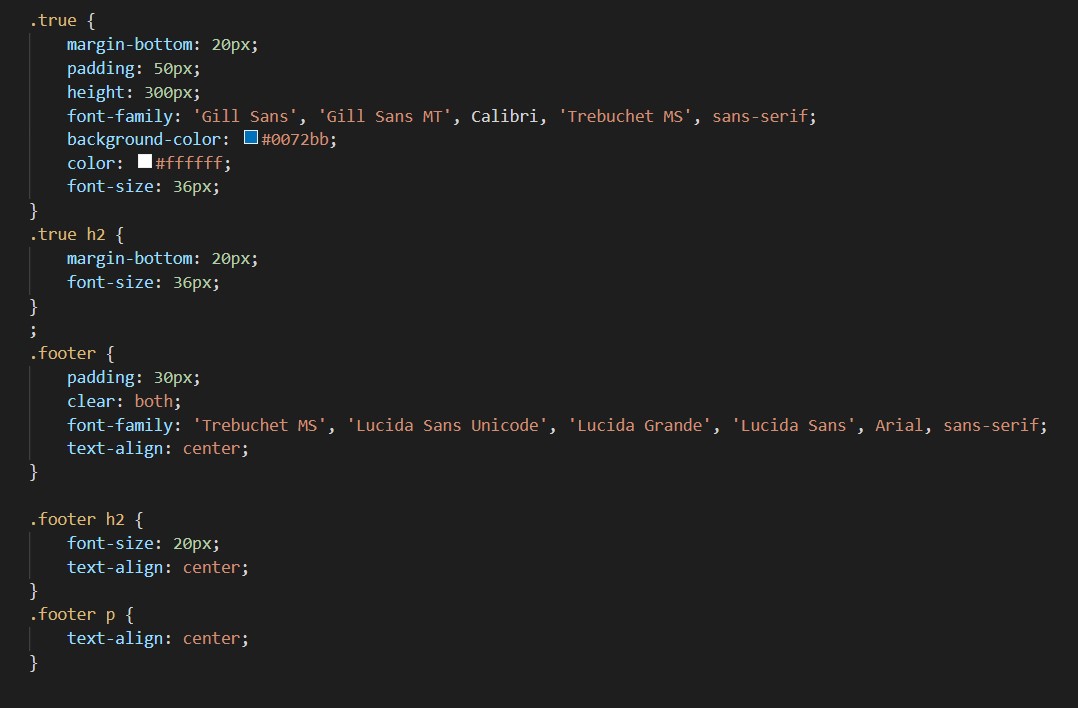 .true {
    margin-bottom: 20px;
    padding: 50px;
    height: 300px;
    font-family: 'Gill Sans', 'Gill Sans MT', Calibri, 'Trebuchet MS', sans-serif;
    background-color: #0072bb;
    color: #ffffff;
    font-size: 36px;
}
.true h2 {
    margin-bottom: 20px;
    font-size: 36px;
}
;
.footer {
    padding: 30px;
    clear: both;
    font-family: 'Trebuchet MS', 'Lucida Sans Unicode', 'Lucida Grande', 'Lucida Sans', Arial, sans-serif;
    text-align: center;
}

.footer h2 {
    font-size: 20px;
    text-align: center;
}
.footer p {
    text-align: center;
}